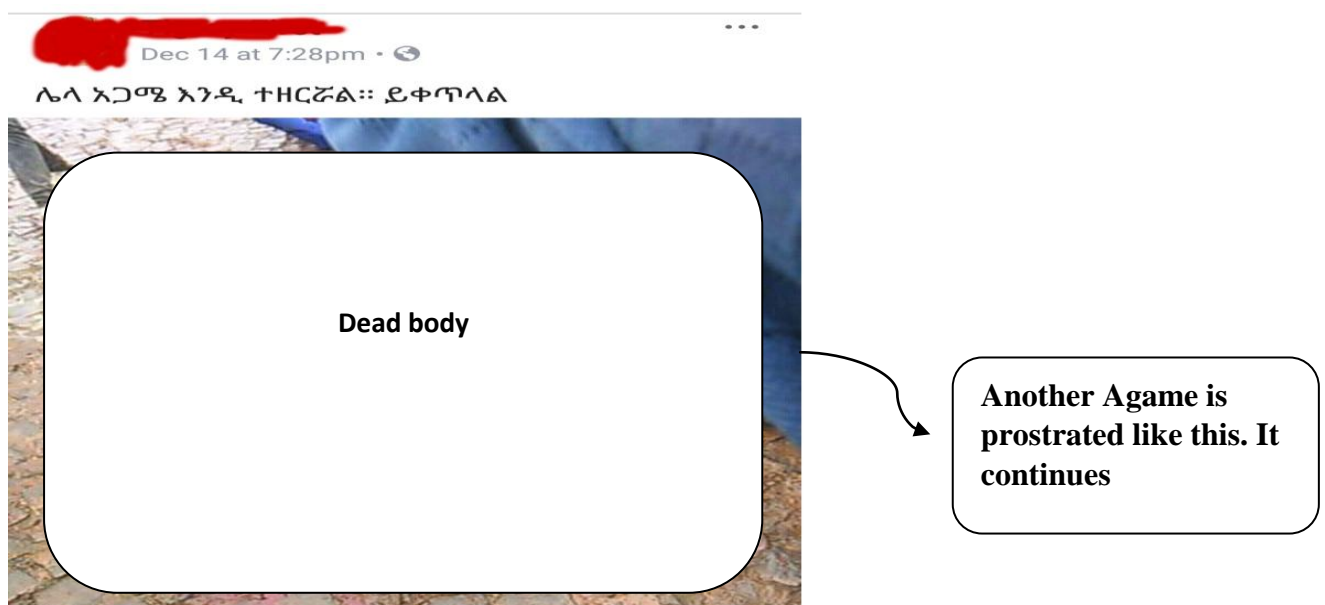 ...
Dec 14 at 7:28pm ·
ሌላ አጋሜ እንዲ ተዘርሯል። ይቀጥላል
Dead body
Another Agame is
prostrated like this. It
continues